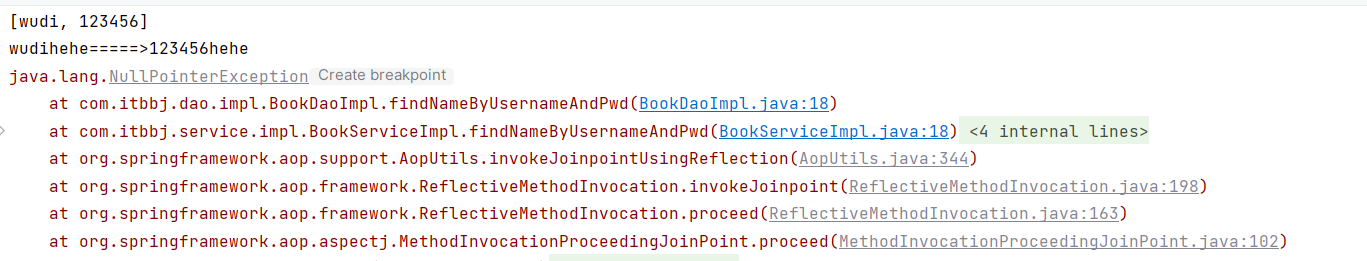 [wudi, 123456]
wudihehe=====>123456hehe
java.lang.NullPointerException Create breakpoint
at com.itbbj.dao.impl.BookDaoImpl.findNameByUsernameAndPwd(BookDaoImpl.java:18)
at com.itbbj.service.impl.BookServiceImpl.findNameByUsernameAndPwd(BookServiceImpl.java:18) <4 internal lines>
at org.springframework.aop.support.AopUtils.invokeJoinpointUsingReflection(AopUtils.java:344)
at org.springframework.aop.framework.ReflectiveMethodInvocation.invokeJoinpoint(ReflectiveMethodInvocation.java:198)
at org.springframework.aop.framework.ReflectiveMethodInvocation.proceed(ReflectiveMethodInvocation.java:163)
at org.springframework.aop.aspectj.MethodInvocationProceedingJoinPoint.proceed(MethodInvocationProceedingJoinPoint.java:102)